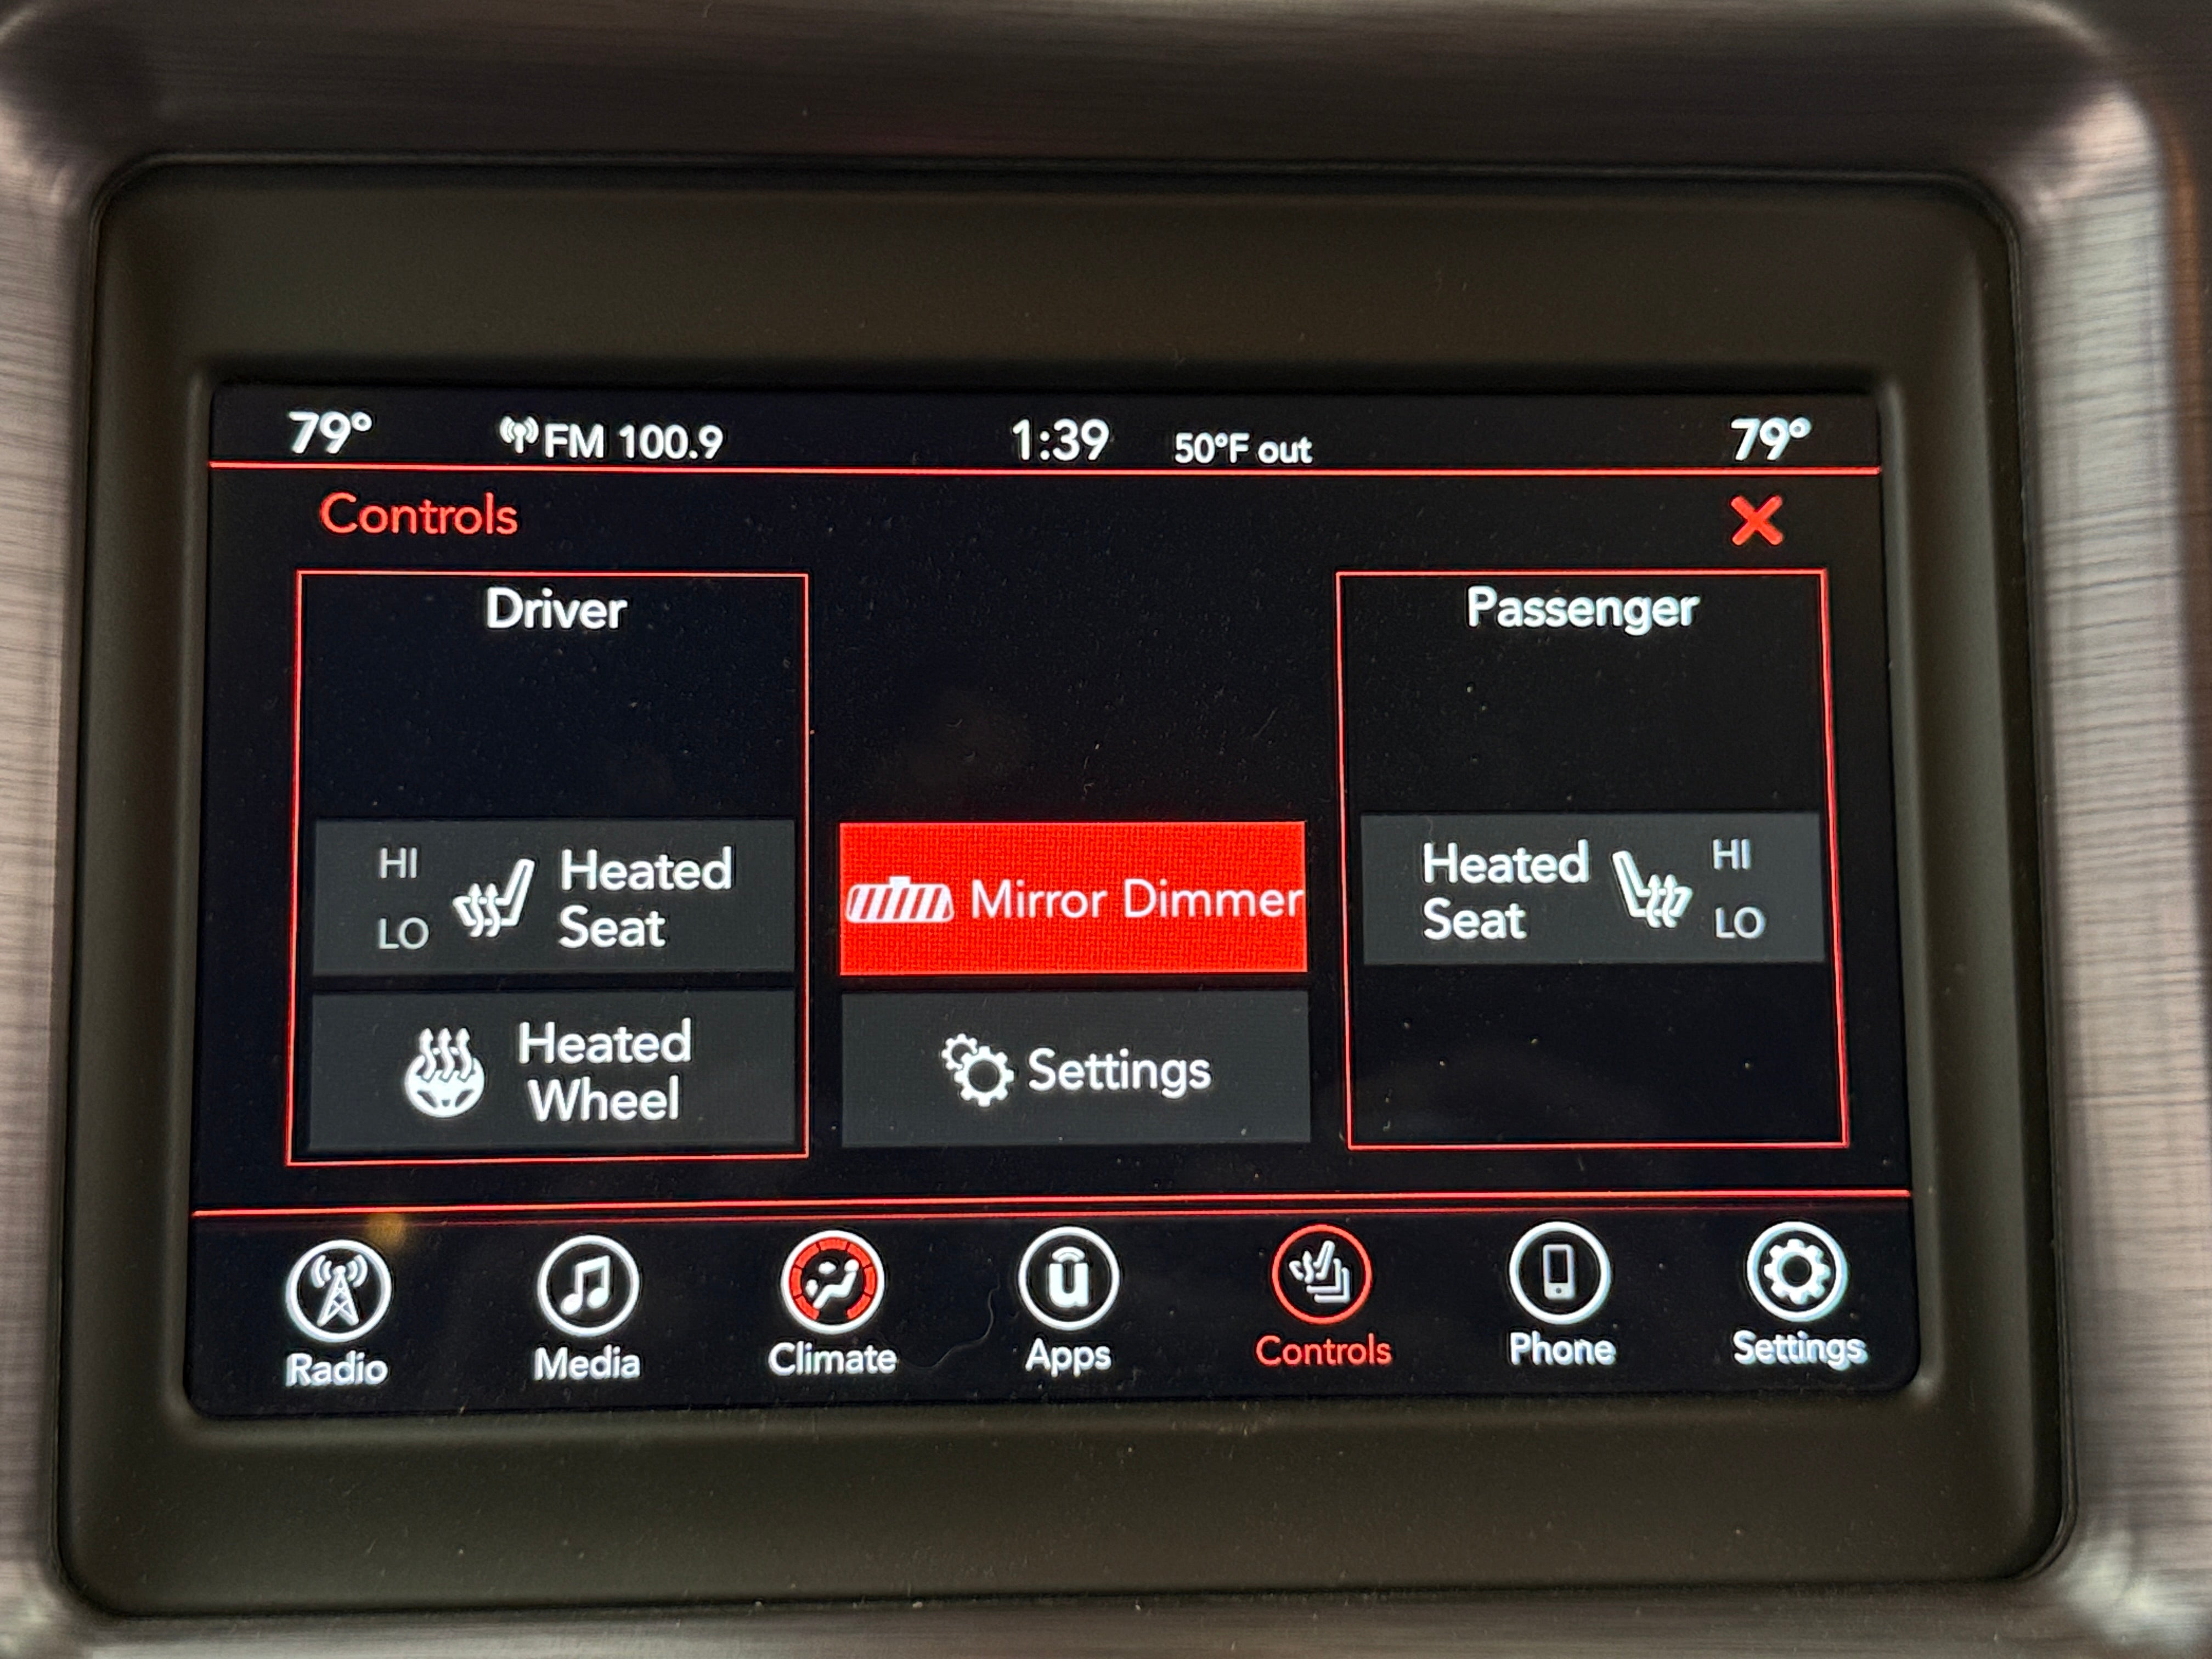 79° FM 100.9 1:39 50°F out 79°
Controls
Driver
Passenger
HI
LO
Heated
Seat
Mirror Dimmer
Heated
Seat
HI
LO
Heated
Wheel
Settings
Radio Media Climate Apps Controls Phone Settings